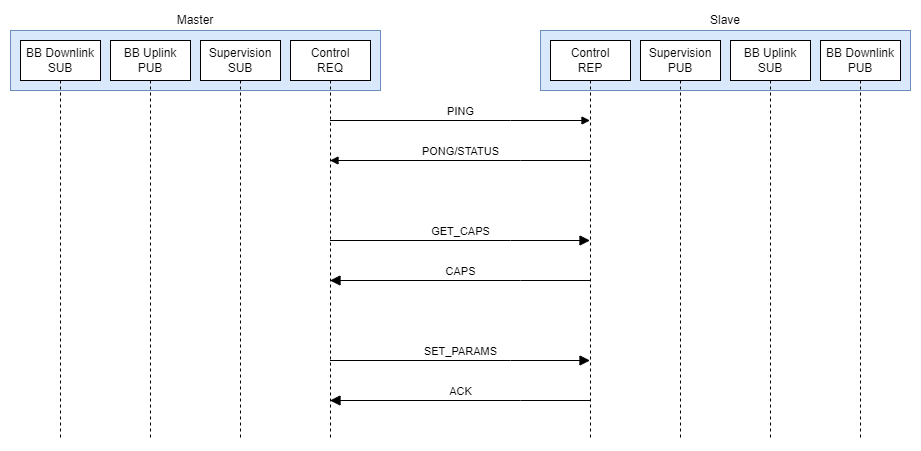 Master
Slave
BB Downlink
SUB
BB Uplink
PUB
Supervision
SUB
Control
REQ
Control
REP
Supervision
PUB
BB Uplink
SUB
BB Downlink
PUB
PING
PONG/STATUS
GET_CAPS
CAPS
SET_PARAMS
ACK